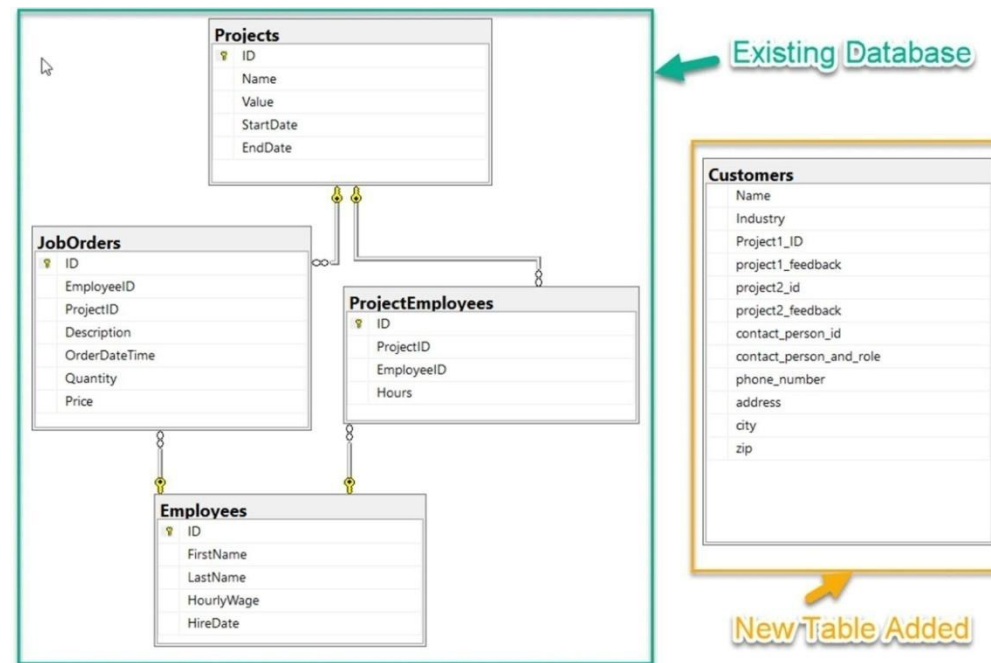 Projects
ID
Name
Value
StartDate
EndDate
Existing Database
JobOrders
ID
EmployeeID
ProjectID
Description
OrderDateTime
Quantity
Price
ProjectEmployees
ID
ProjectID
EmployeeID
Hours
Employees
ID
FirstName
LastName
HourlyWage
HireDate
Customers
Name
Industry
Project1_ID
project1_feedback
project2_id
project2_feedback
contact_person_id
contact_person_and_role
phone_number
address
city
zip
New Table Added